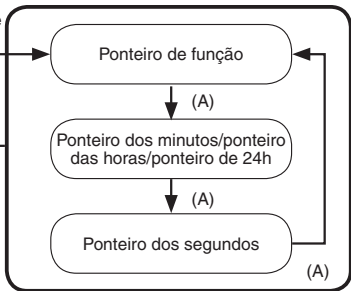 e
Ponteiro de função
(A)
Ponteiro dos minutos/ponteiro
das horas/ponteiro de 24h
(A)
Ponteiro dos segundos
(A)